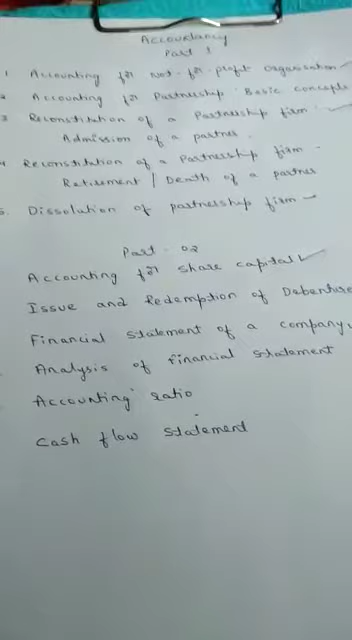 Accountancy
Part 1
1 Accounting for Not-for-profit organisation
2 Accounting for Partnership Basic concepts
3 Reconstitution of a Partnership firm
Admission of a partner.
4 Reconstitution of a Partnership firm
Retirement / Death of a partner
5. Dissolution of partnership firm
Part - 02
Accounting for share capital
Issue and Redemption of Debenture
Financial statement of a company
Analysis of financial statement
Accounting ratio
Cash flow statement